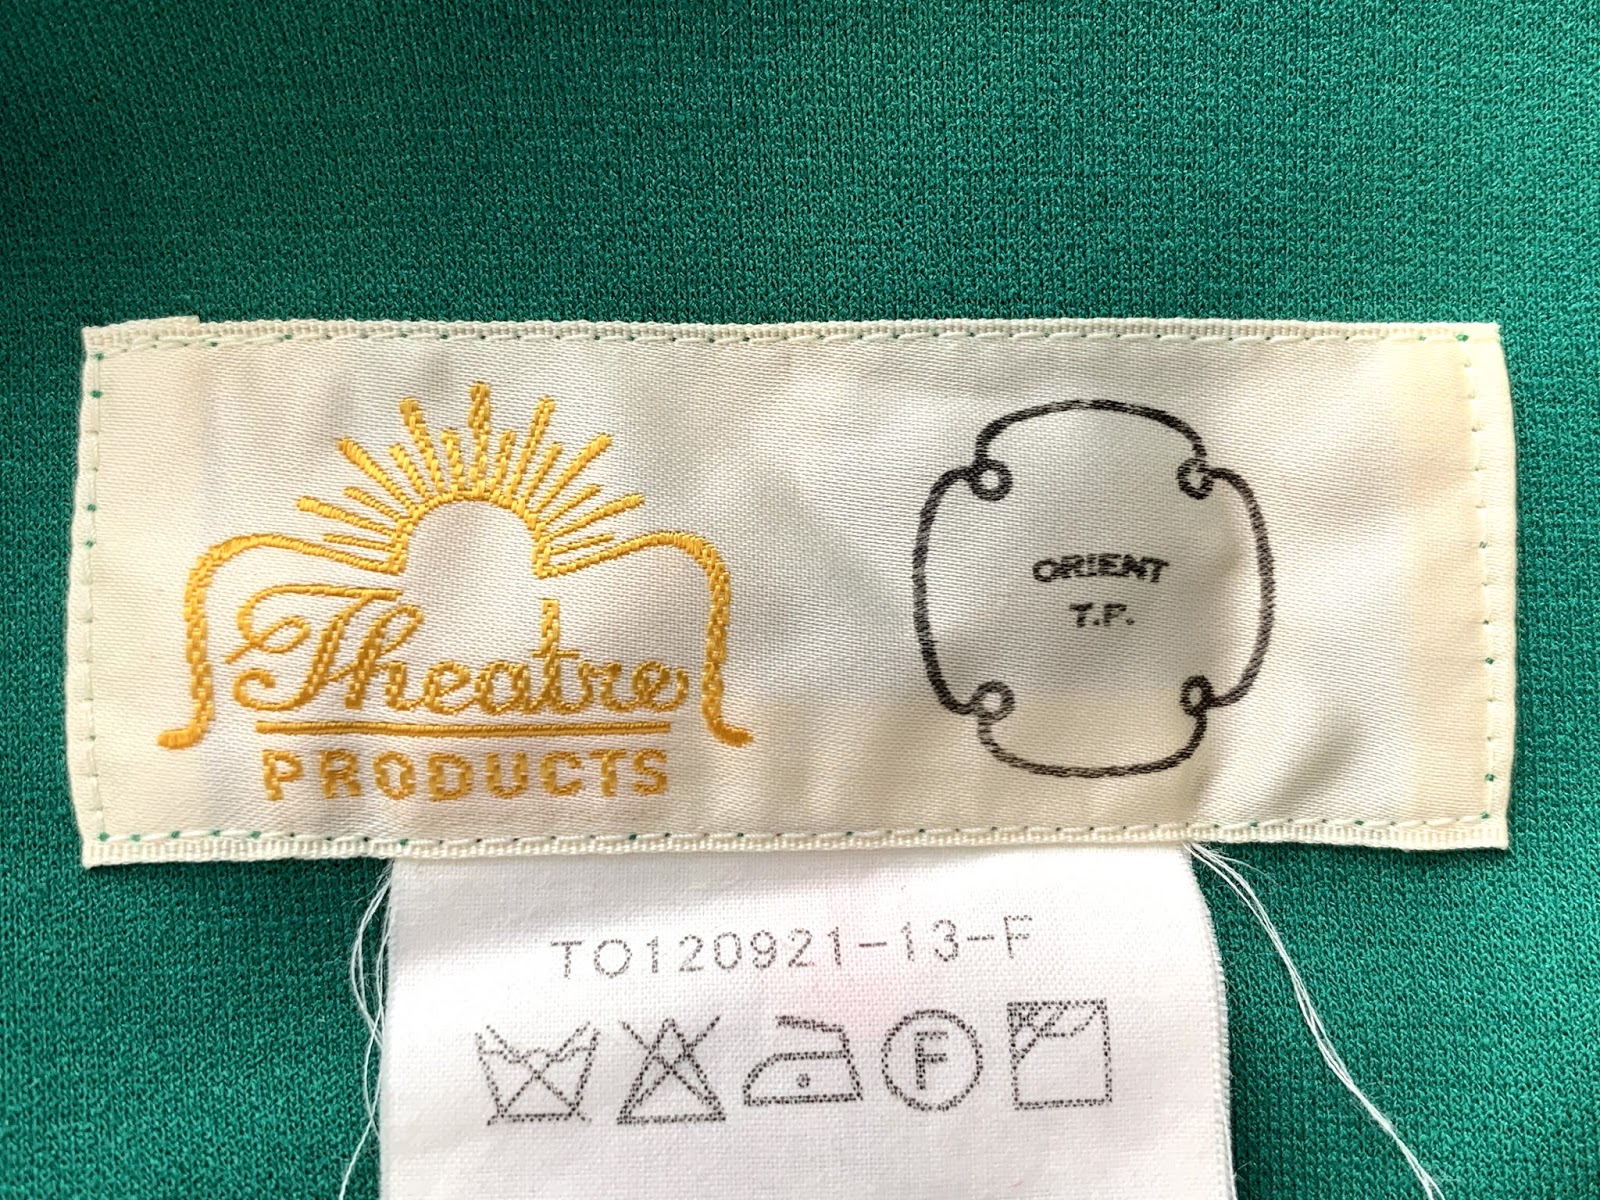 Theatre
PRODUCTS
ORIENT
T.P.
TO120921-13-F
F